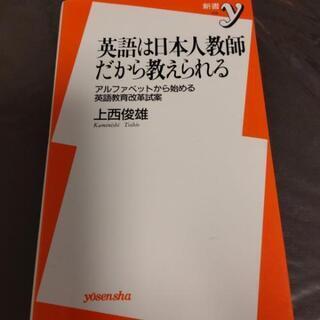 新書
y
英語は日本人教師
だから教えられる
アルファベットから始める
英語教育改革試案
上西俊雄
Kaminishi Toshio
yōsensha